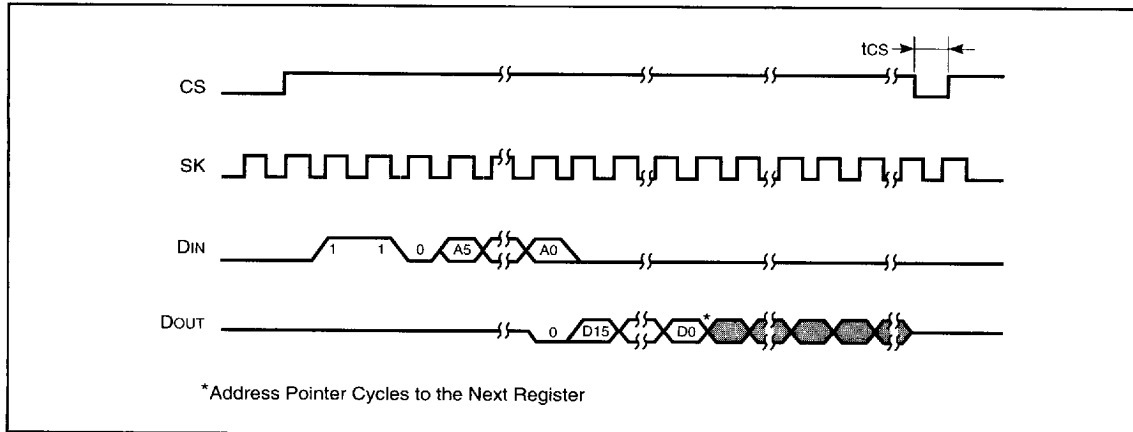 tCS
CS
SK
DIN 1 1 0 A5 A0
DOUT 0 D15 D0 *
*Address Pointer Cycles to the Next Register